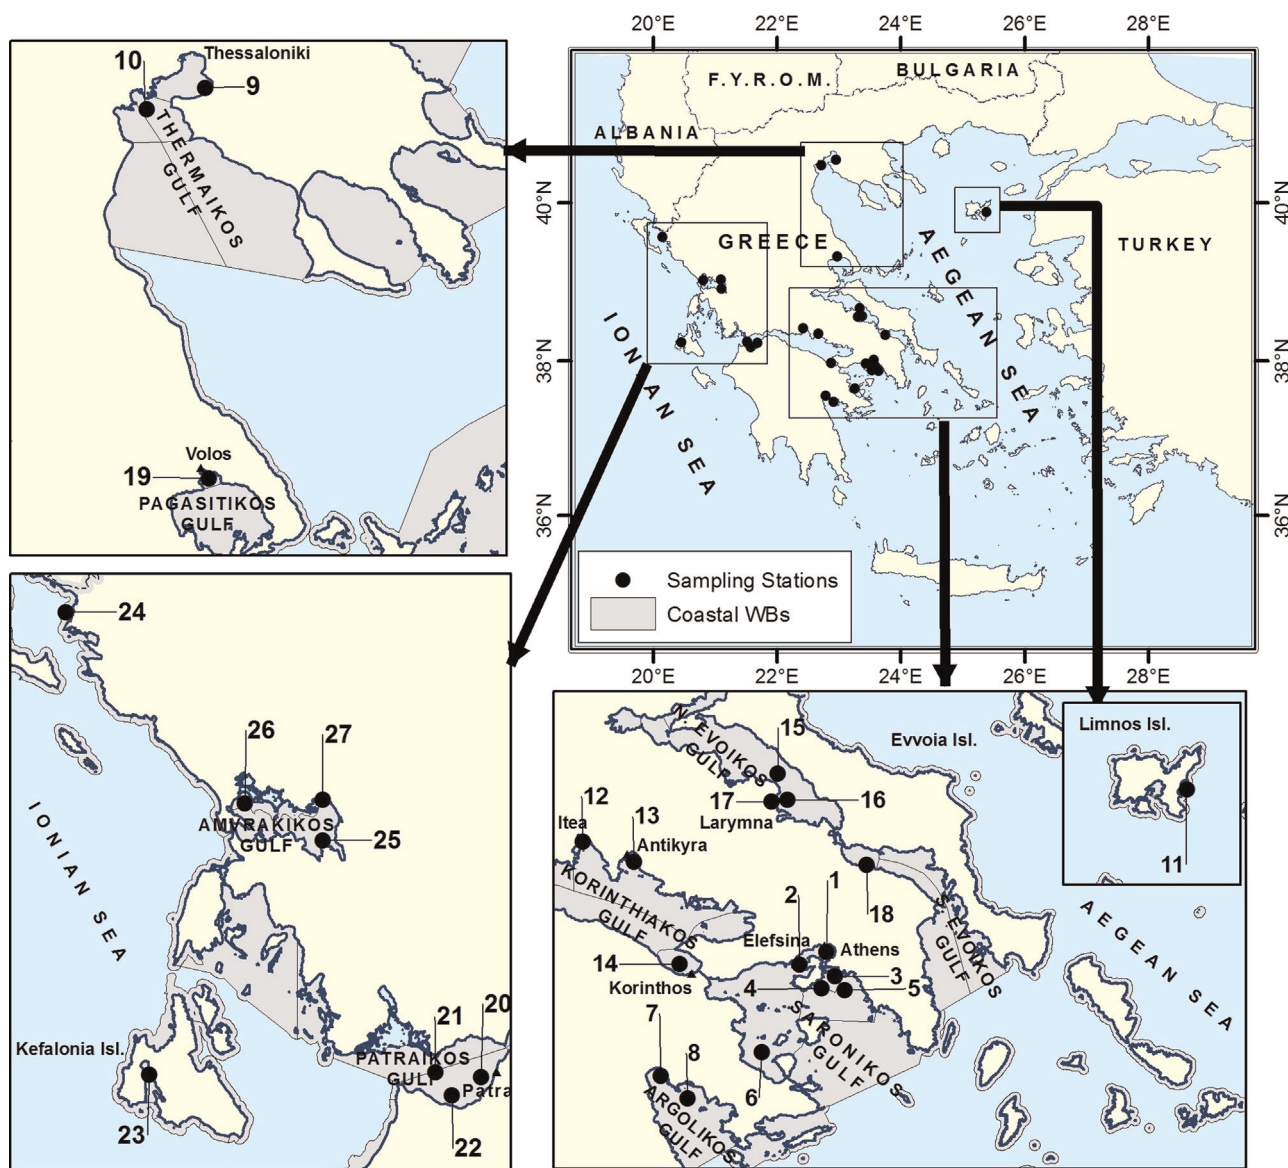 20°E
22°E
24°E
26°E
28°E
10
Thessaloniki
9
THERMAIKOS
GULF
Volos
19
PAGASITIKOS
GULF
F.Y.R.O.M.
BULGARIA
ALBANIA
40°N
40°N
GREECE
AEGEAN SEA
TURKEY
IONIAN SEA
38°N
38°N
36°N
36°N
Sampling Stations
Coastal WBs
20°E
22°E
24°E
26°E
28°E
24
26
27
AMVRAKIKOS
GULF
25
IONIAN SEA
Kefalonia Isl.
23
21
20
PATRAIKOS
GULF
Patra
22
N. EVOIKOS
GULF
15
Evvoia Isl.
Limnos Isl.
11
12
13
17
16
Larymna
Itea
Antikyra
KORINTHIAKOS
GULF
2
1
18
S. EVOIKOS
GULF
AEGEAN SEA
Elefsina
Athens
14
3
Korinthos
4
5
SARONIKOS
GULF
7
8
6
ARGOLIKOS
GULF